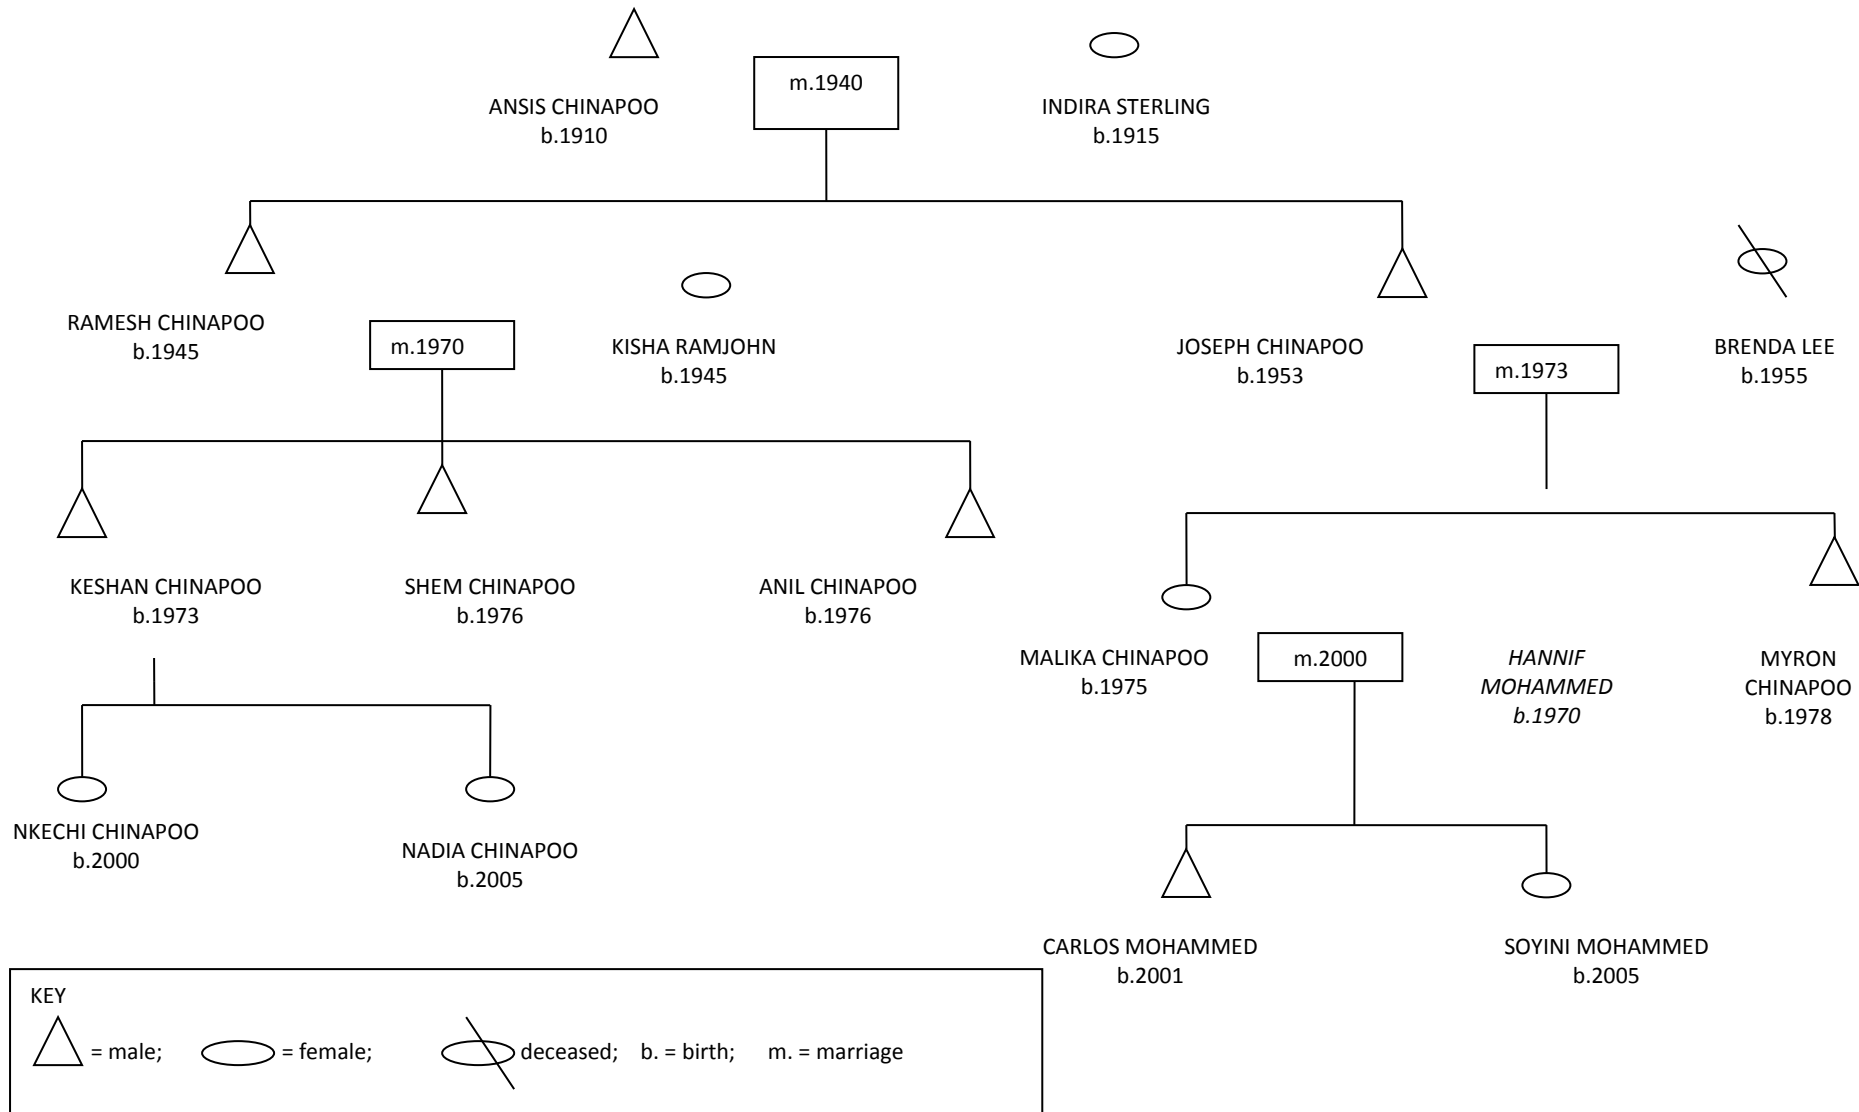 m.1940
ANSIS CHINAPOO
b.1910
INDIRA STERLING
b.1915
RAMESH CHINAPOO
b.1945
m.1970
KISHA RAMJOHN
b.1945
JOSEPH CHINAPOO
b.1953
m.1973
BRENDA LEE
b.1955
KESHAN CHINAPOO
b.1973
SHEM CHINAPOO
b.1976
ANIL CHINAPOO
b.1976
MALIKA CHINAPOO
b.1975
m.2000
HANNIF
MOHAMMED
b.1970
MYRON
CHINAPOO
b.1978
NKECHI CHINAPOO
b.2000
NADIA CHINAPOO
b.2005
CARLOS MOHAMMED
b.2001
SOYINI MOHAMMED
b.2005
KEY
= male; = female; deceased; b. = birth; m. = marriage